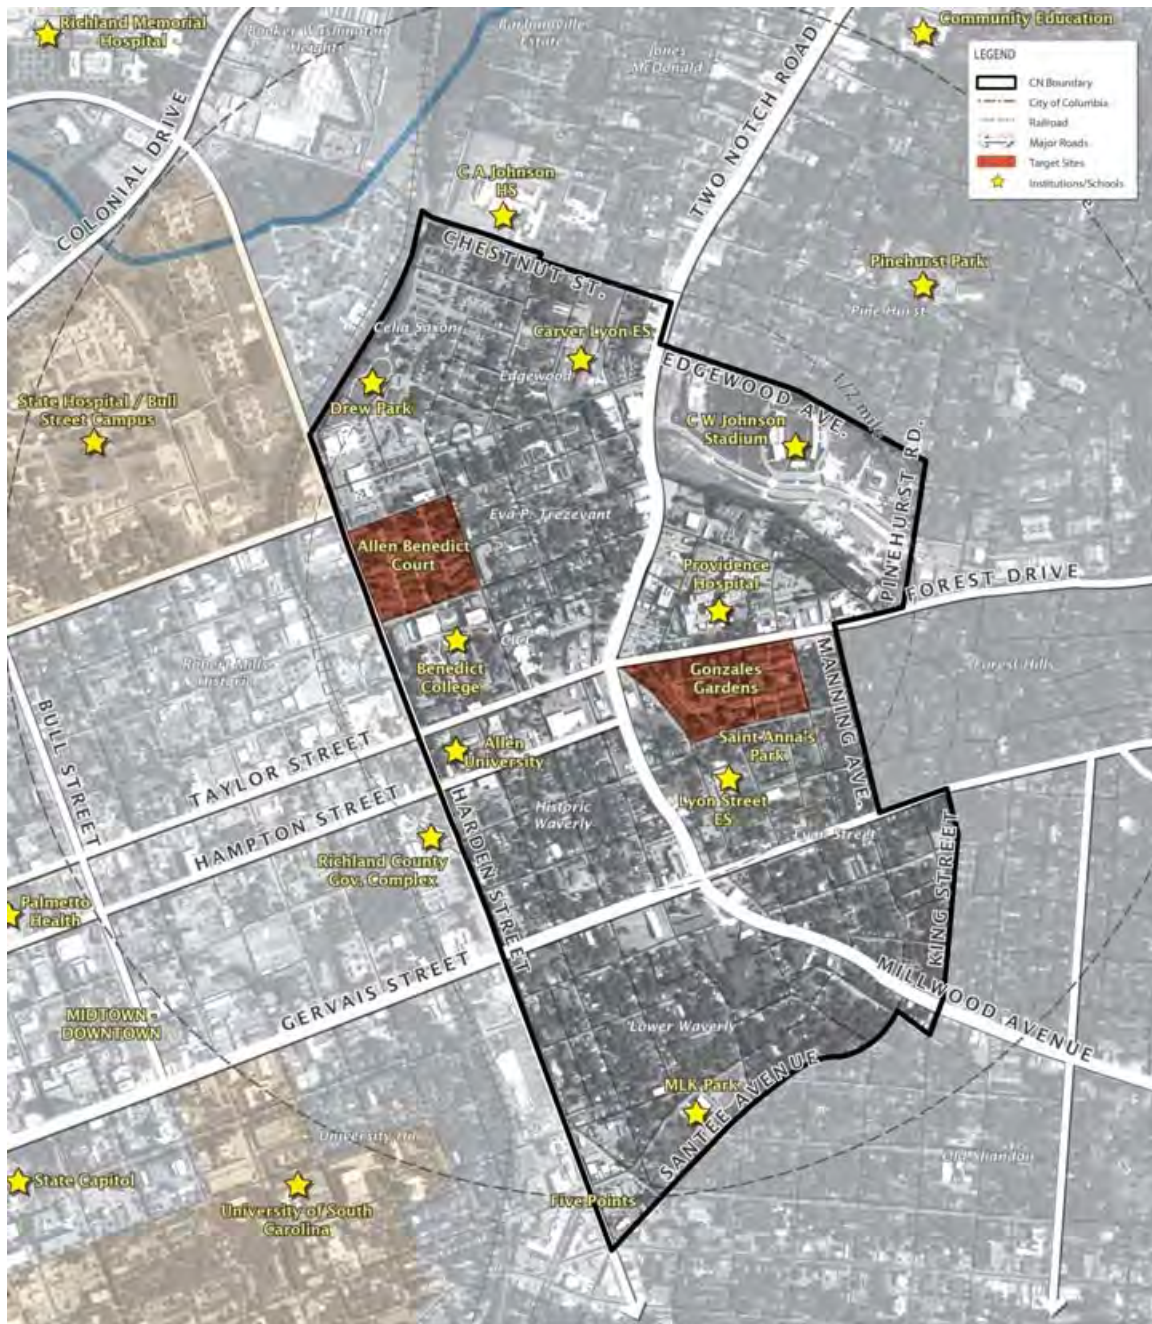 Richland Memorial
Hospital
Booker Washington
Heights
Barhamville
Estate
Jones
McDonald
Community Education
LEGEND
CN Boundary
City of Columbia
Railroad
Major Roads
Target Sites
Institutions/Schools
COLONIAL DRIVE
TWO NOTCH ROAD
C A Johnson
HS
CHESTNUT ST.
Pinehurst Park
Pine Hurst
Celia Saxon
Carver Lyon ES
Edgewood
EDGEWOOD AVE.
1/2 mile
Drew Park
State Hospital / Bull
Street Campus
C W Johnson
Stadium
PINEHURST RD.
Eva P. Trezevant
Allen Benedict
Court
Providence
Hospital
FOREST DRIVE
Robert Mills
Historic
Benedict
College
Gonzales
Gardens
MANNING AVE.
Forest Hills
BULL STREET
TAYLOR STREET
Allen
University
Saint Anna's
Park
HAMPTON STREET
HARDEN STREET
Historic
Waverly
Lyon Street
ES
Lyon Street
KING STREET
Richland County
Gov. Complex
Palmetto
Health
GERVAIS STREET
MILLWOOD AVENUE
MIDTOWN -
DOWNTOWN
Lower Waverly
MLK Park
SANTEE AVENUE
University Hill
Old Shandon
State Capitol
University of South
Carolina
Five Points